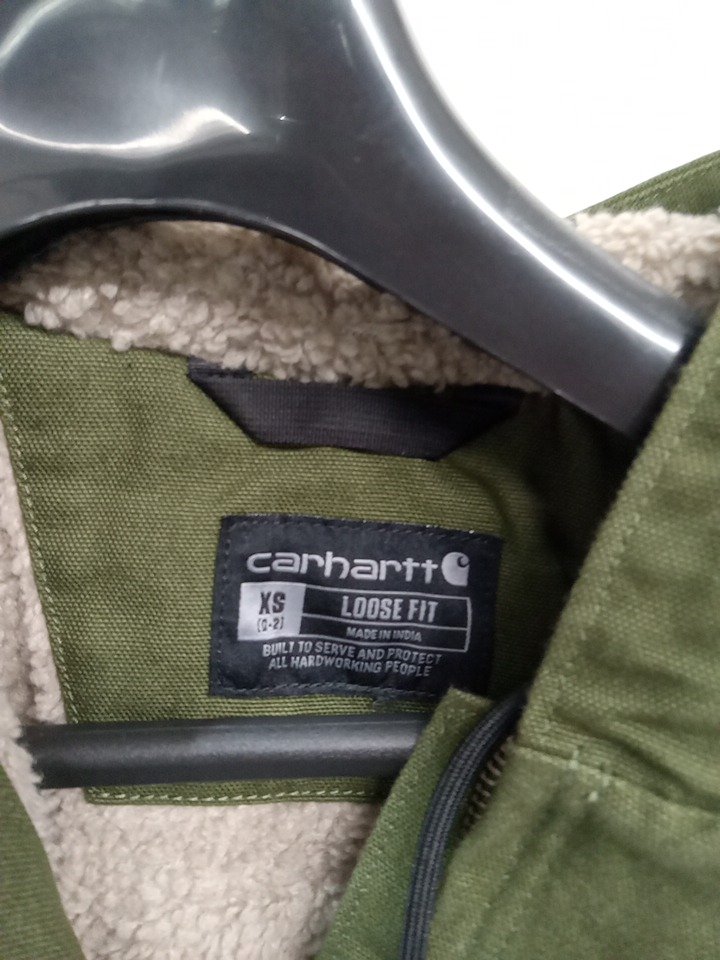 carhartt
XS
(0-2)
LOOSE FIT
MADE IN INDIA
BUILT TO SERVE AND PROTECT
ALL HARDWORKING PEOPLE